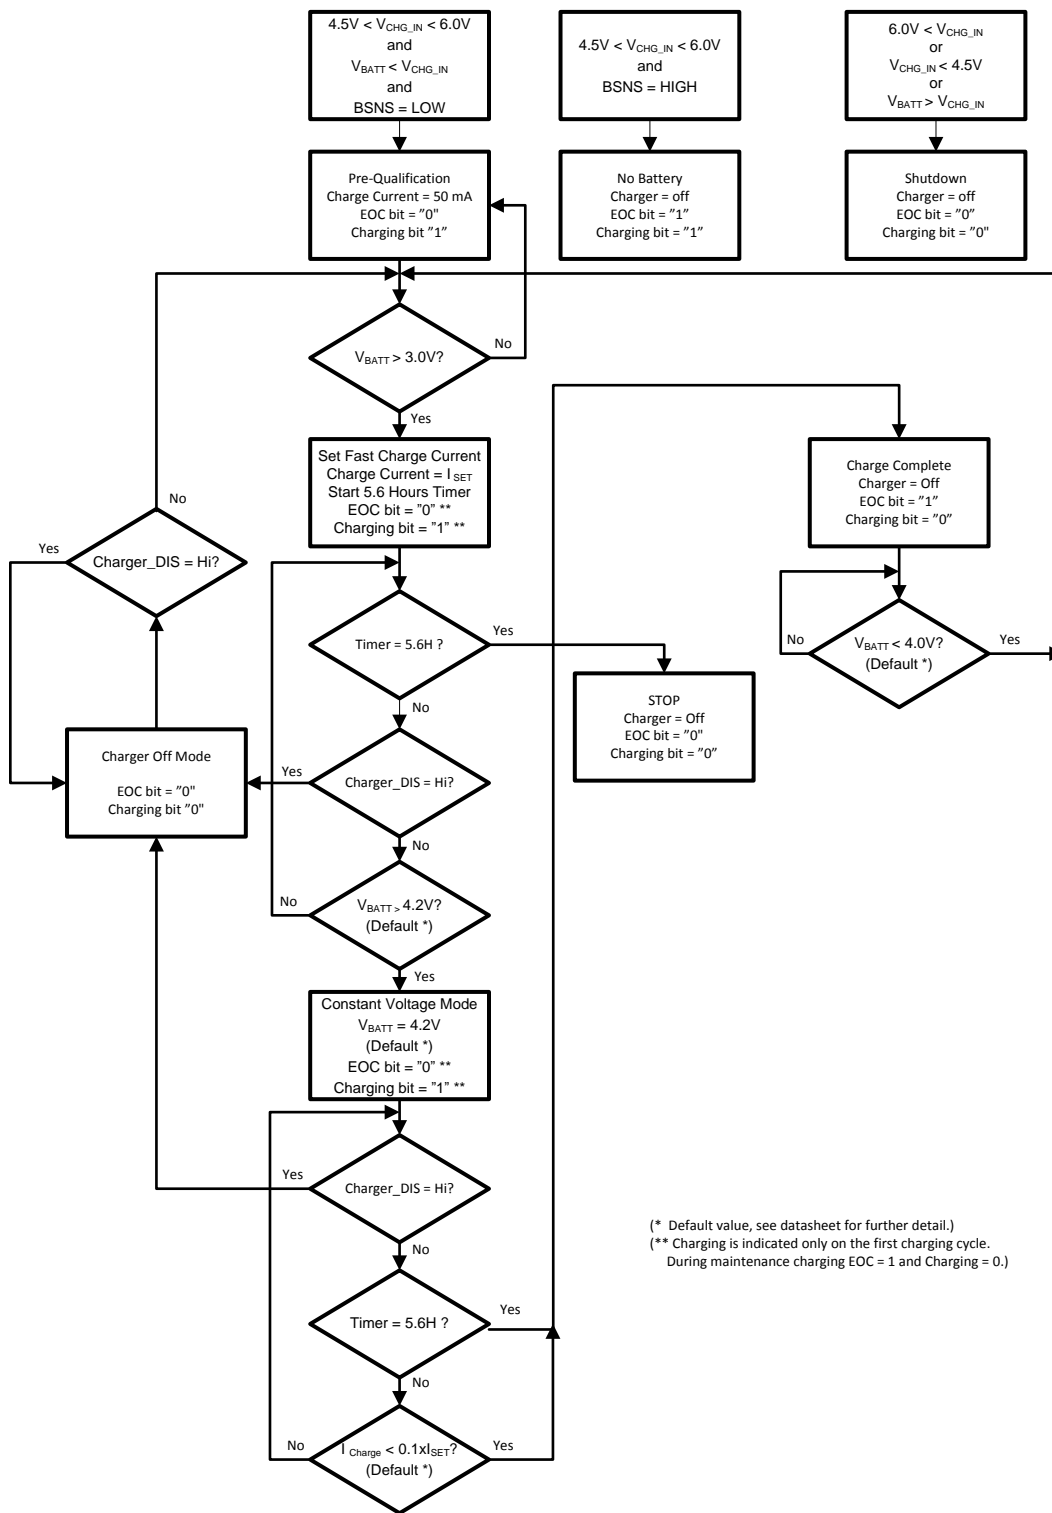 4.5V < VCHG_IN < 6.0V
and
VBATT < VCHG_IN
and
BSNS = LOW
4.5V < VCHG_IN < 6.0V
and
BSNS = HIGH
6.0V < VCHG_IN
or
VCHG_IN < 4.5V
or
VBATT > VCHG_IN
Pre-Qualification
Charge Current = 50 mA
EOC bit = "0"
Charging bit "1"
No Battery
Charger = off
EOC bit = "1"
Charging bit = "1"
Shutdown
Charger = off
EOC bit = "0"
Charging bit = "0"
VBATT > 3.0V?
No
Yes
Set Fast Charge Current
Charge Current = I SET
Start 5.6 Hours Timer
EOC bit = "0" **
Charging bit = "1" **
Charge Complete
Charger = Off
EOC bit = "1"
Charging bit = "0"
No
Yes
Charger_DIS = Hi?
Timer = 5.6H ?
Yes
No
VBATT < 4.0V?
(Default *)
No
Yes
STOP
Charger = Off
EOC bit = "0"
Charging bit = "0"
Charger Off Mode
EOC bit = "0"
Charging bit "0"
Yes
Charger_DIS = Hi?
No
No
VBATT > 4.2V?
(Default *)
Yes
Constant Voltage Mode
VBATT = 4.2V
(Default *)
EOC bit = "0" **
Charging bit = "1" **
Yes
Charger_DIS = Hi?
No
(* Default value, see datasheet for further detail.)
(** Charging is indicated only on the first charging cycle.
During maintenance charging EOC = 1 and Charging = 0.)
Timer = 5.6H ?
Yes
No
No
I Charge < 0.1xISET?
(Default *)
Yes